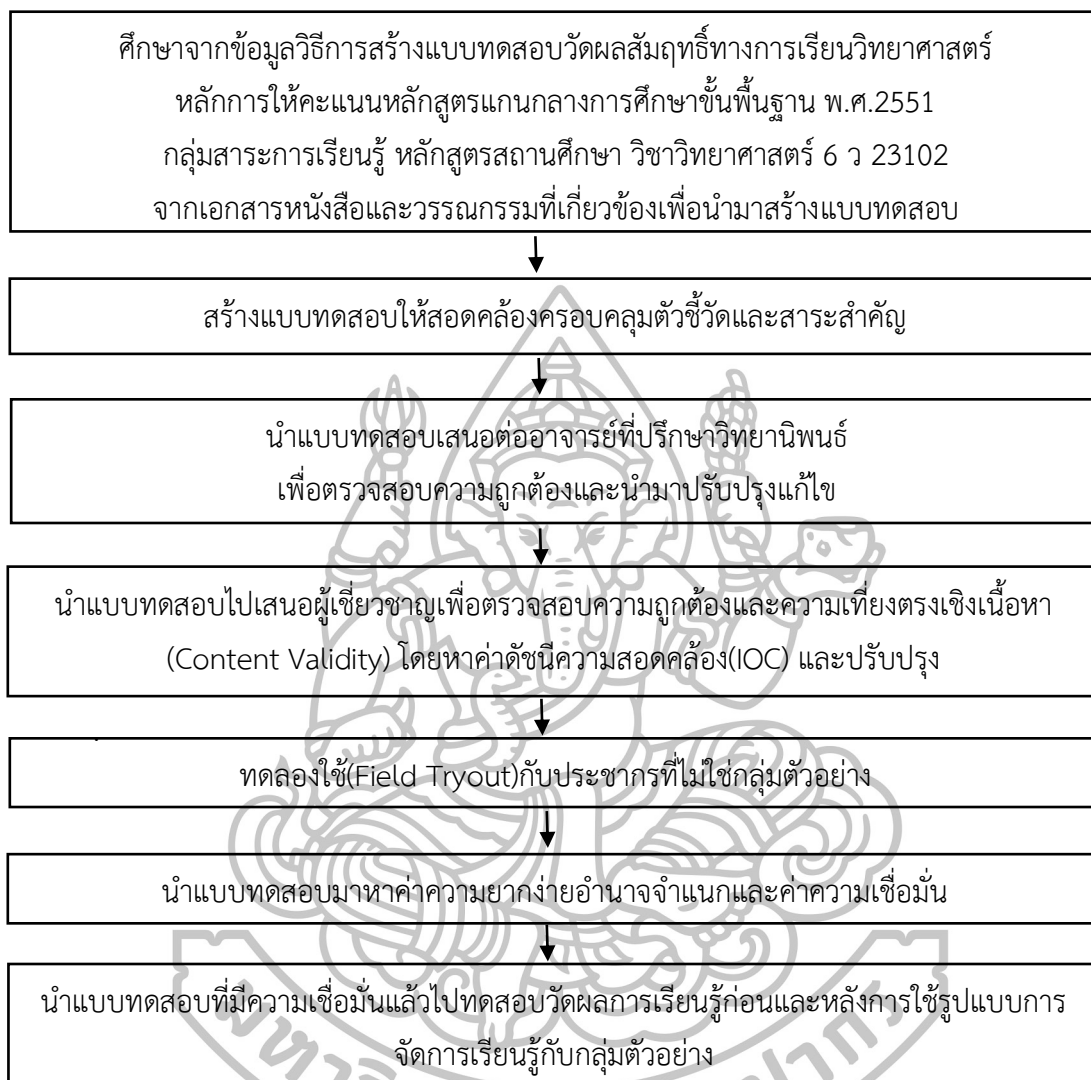 ศึกษาจากข้อมูลวิธีการสร้างแบบทดสอบวัดผลสัมฤทธิ์ทางการเรียนวิทยาศาสตร์
หลักการให้คะแนนหลักสูตรแกนกลางการศึกษาขั้นพื้นฐาน พ.ศ.2551
กลุ่มสาระการเรียนรู้ หลักสูตรสถานศึกษา วิชาวิทยาศาสตร์ 6 ว 23102
จากเอกสารหนังสือและวรรณกรรมที่เกี่ยวข้องเพื่อนำมาสร้างแบบทดสอบ
สร้างแบบทดสอบให้สอดคล้องครอบคลุมตัวชี้วัดและสาระสำคัญ
นำแบบทดสอบเสนอต่ออาจารย์ที่ปรึกษาวิทยานิพนธ์
เพื่อตรวจสอบความถูกต้องและนำมาปรับปรุงแก้ไข
นำแบบทดสอบไปเสนอผู้เชี่ยวชาญเพื่อตรวจสอบความถูกต้องและความเที่ยงตรงเชิงเนื้อหา
(Content Validity) โดยหาค่าดัชนีความสอดคล้อง(IOC) และปรับปรุง
ทดลองใช้(Field Tryout)กับประชากรที่ไม่ใช่กลุ่มตัวอย่าง
นำแบบทดสอบมาหาค่าความยากง่ายอำนาจจำแนกและค่าความเชื่อมั่น
นำแบบทดสอบที่มีความเชื่อมั่นแล้วไปทดสอบวัดผลการเรียนรู้ก่อนและหลังการใช้รูปแบบการ
จัดการเรียนรู้กับกลุ่มตัวอย่าง